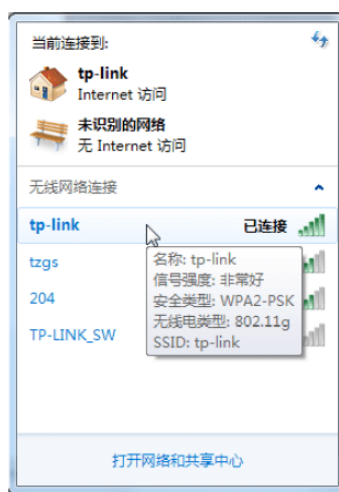 当前连接到:
tp-link
Internet 访问
未识别的网络
无 Internet 访问
无线网络连接
tp-link 已连接
tzgs
204
TP-LINK_SW
名称: tp-link
信号强度: 非常好
安全类型: WPA2-PSK
无线电类型: 802.11g
SSID: tp-link
打开网络和共享中心